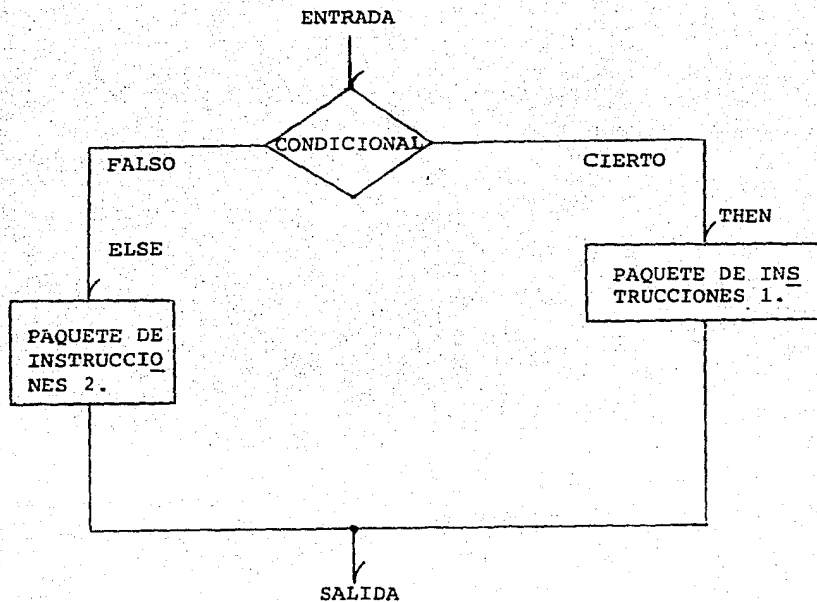 ENTRADA
CONDICIONAL
FALSO
CIERTO
THEN
ELSE
PAQUETE DE INS
TRUCCIONES 1.
PAQUETE DE
INSTRUCCIO
NES 2.
SALIDA